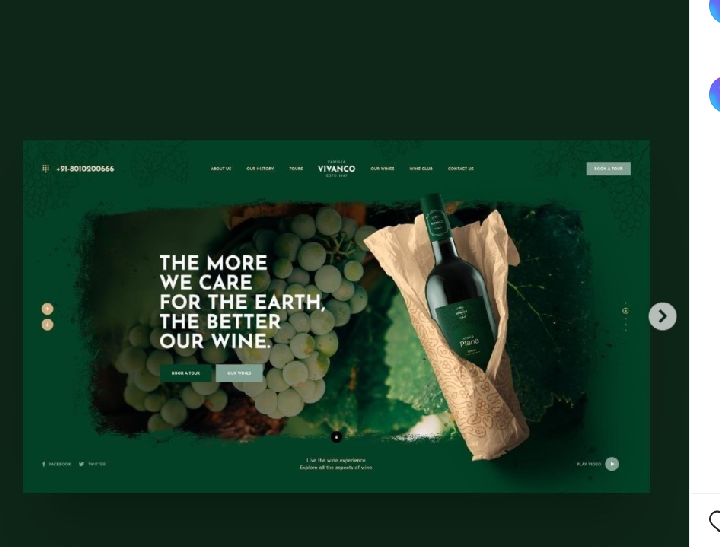 +91-8010200666
ABOUT US
OUR HISTORY
TOURS
VIVANCO
OUR WINES
WINE CLUB
CONTACT US
BOOK A TOUR
THE MORE
WE CARE
FOR THE EARTH,
THE BETTER
OUR WINE.
BOOK A TOUR
OUR WINES
FACEBOOK
TWITTER
Live the wine experience.
Explore all the aspects of wine
PLAY VIDEO